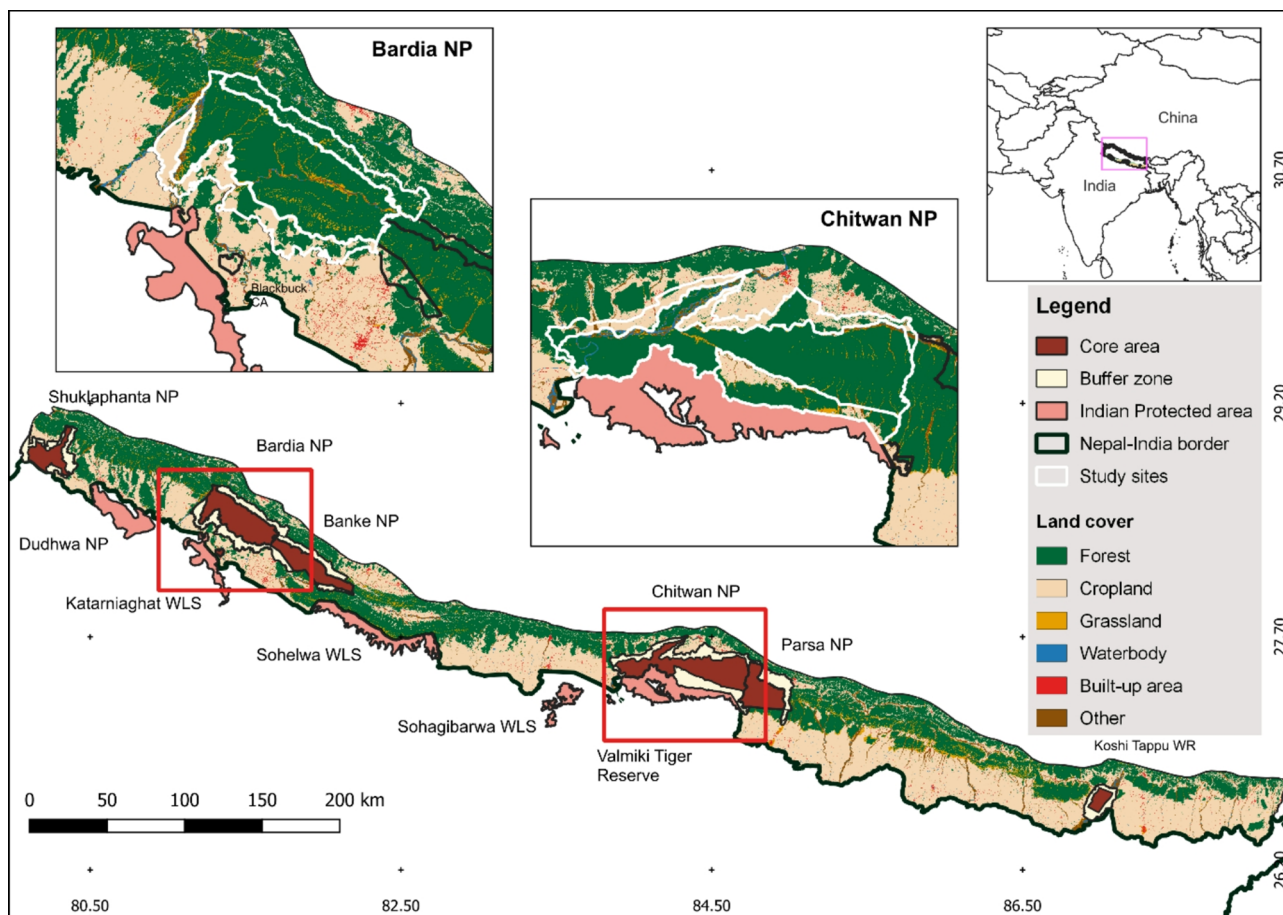 Bardia NP
Blackbuck
CA
Chitwan NP
China
India
30.70
29.20
27.70
Legend
Core area
Buffer zone
Indian Protected area
Nepal-India border
Study sites
Land cover
Forest
Cropland
Grassland
Waterbody
Built-up area
Other
Shuklaphanta NP
Bardia NP
Banke NP
Dudhwa NP
Katarniaghat WLS
Sohelwa WLS
Chitwan NP
Parsa NP
Sohagibarwa WLS
Valmiki Tiger
Reserve
Koshi Tappu WR
0 50 100 150 200 km
80.50 82.50 84.50 86.50